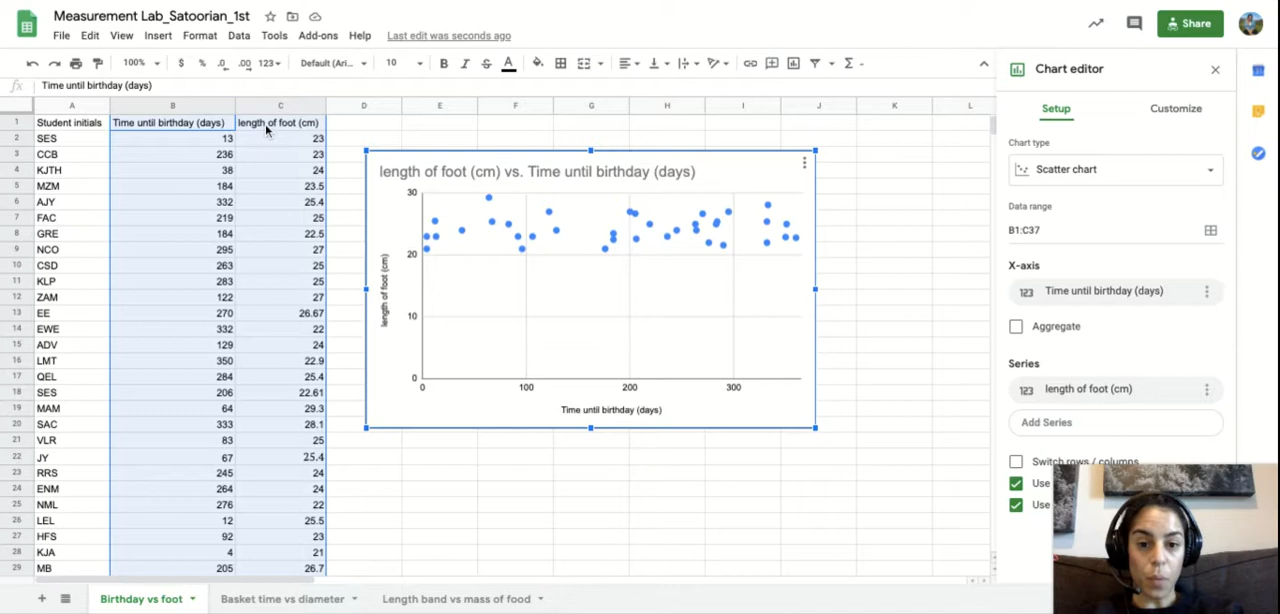 Measurement Lab_Satoorian_1st
File Edit View Insert Format Data Tools Add-ons Help Last edit was seconds ago
Share
100% $ % .0 .00 123 Default (Ari... 10 B I S A
fx Time until birthday (days)
A B C D E F G H I J K L
1 Student initials Time until birthday (days) length of foot (cm)
2 SES 13 23
3 CCB 236 23
4 KJTH 38 24
5 MZM 184 23.5
6 AJY 332 25.4
7 FAC 219 25
8 GRE 184 22.5
9 NCO 295 27
10 CSD 263 25
11 KLP 283 25
12 ZAM 122 27
13 EE 270 26.67
14 EWE 332 22
15 ADV 129 24
16 LMT 350 22.9
17 QEL 284 25.4
18 SES 206 22.61
19 MAM 64 29.3
20 SAC 333 28.1
21 VLR 83 25
22 JY 67 25.4
23 RRS 245 24
24 ENM 264 24
25 NML 276 22
26 LEL 12 25.5
27 HFS 92 23
28 KJA 4 21
29 MB 205 26.7
length of foot (cm) vs. Time until birthday (days)
length of foot (cm)
30
20
10
0
0 100 200 300
Time until birthday (days)
Chart editor
Setup Customize
Chart type
Scatter chart
Data range
B1:C37
X-axis
123 Time until birthday (days)
Aggregate
Series
123 length of foot (cm)
Add Series
Switch rows / columns
Use
Use
Birthday vs foot Basket time vs diameter Length band vs mass of food